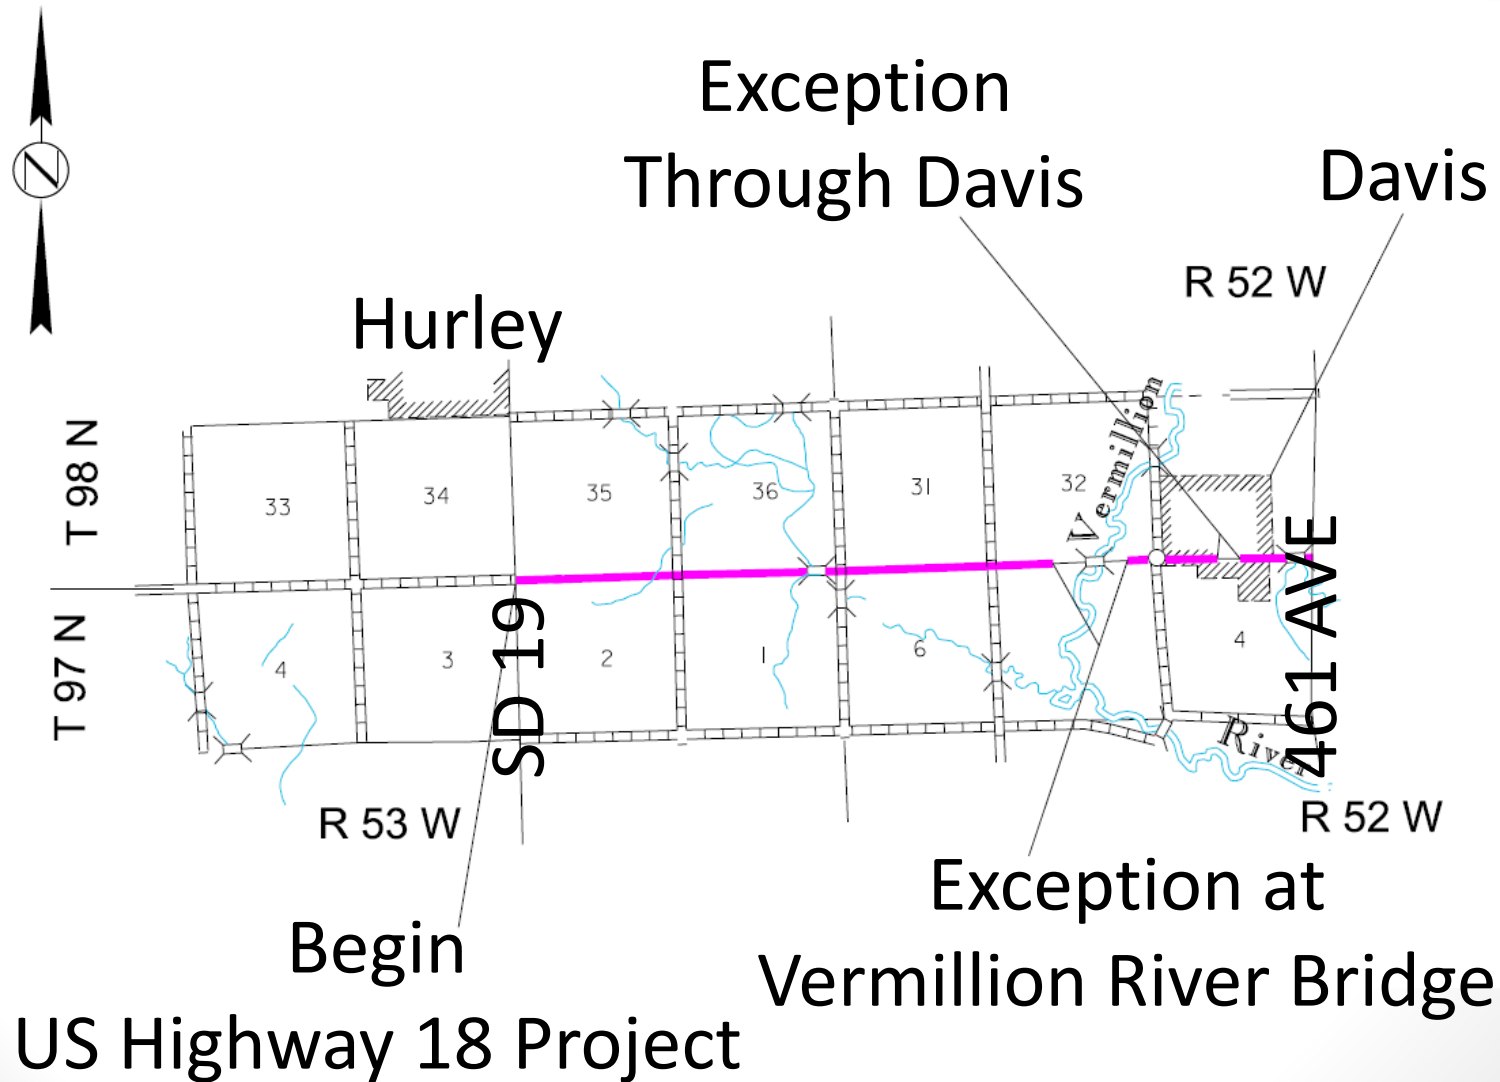 N
Exception
Through Davis
Davis
R 52 W
Hurley
T 98 N
33
34
35
36
31
32
Vermillion
T 97 N
4
3
SD 19
2
1
6
4
461 AVE
River
R 53 W
R 52 W
Begin
US Highway 18 Project
Exception at
Vermillion River Bridge